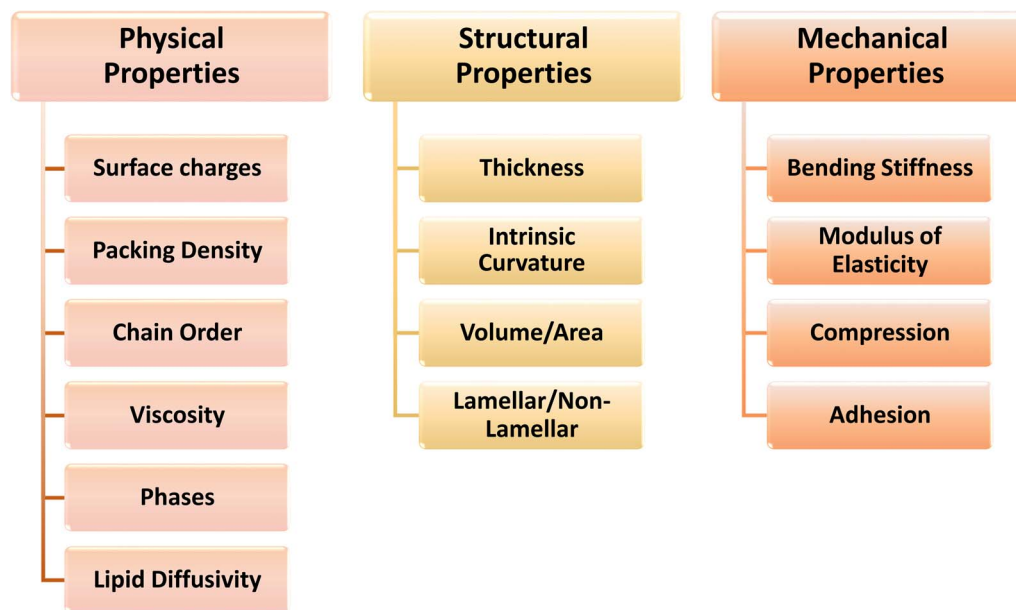 Physical
Properties
Surface charges
Packing Density
Chain Order
Viscosity
Phases
Lipid Diffusivity
Structural
Properties
Thickness
Intrinsic
Curvature
Volume/Area
Lamellar/Non-
Lamellar
Mechanical
Properties
Bending Stiffness
Modulus of
Elasticity
Compression
Adhesion